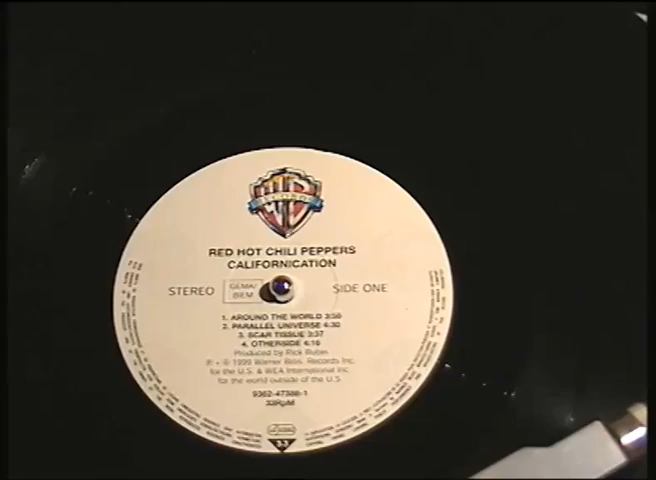 RECORDS
RED HOT CHILI PEPPERS
CALIFORNICATION
STEREO
GEMA/
BIEM
SIDE ONE
1. AROUND THE WORLD 3:58
2. PARALLEL UNIVERSE 4:30
3. SCAR TISSUE 3:37
4. OTHERSIDE 4:16
Produced by Rick Rubin
℗ + © 1999 Warner Bros. Records Inc.
for the U.S. & WEA International Inc.
for the world outside of the U.S.
9362-47386-1
33RpM
33